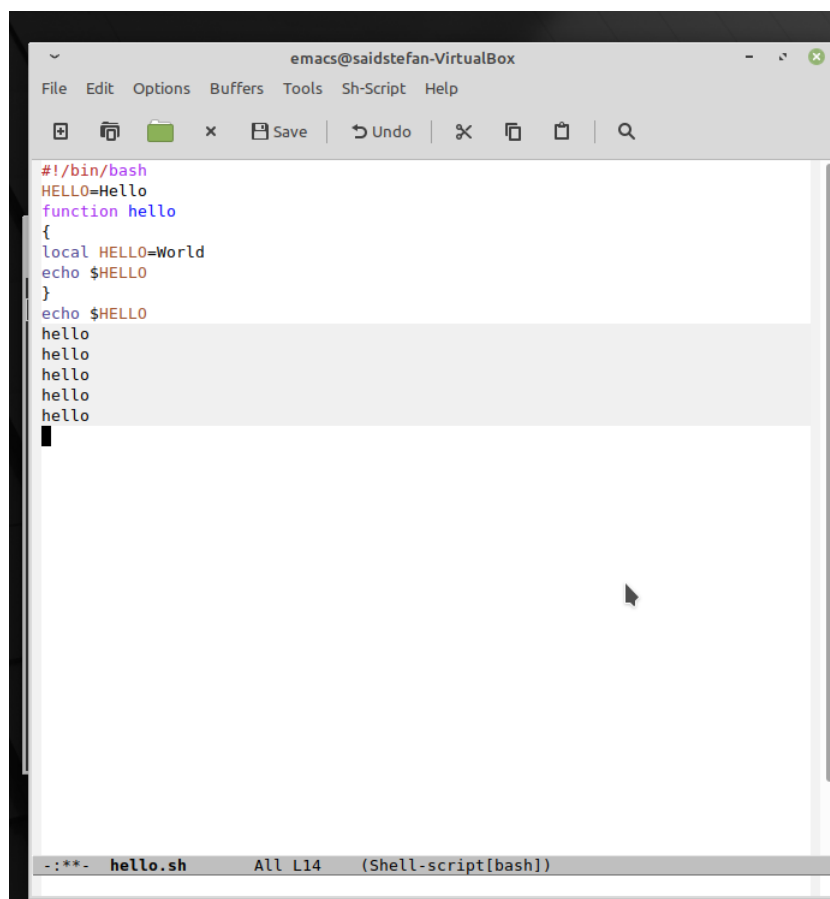 emacs@saidstefan-VirtualBox
File Edit Options Buffers Tools Sh-Script Help
Save Undo
#!/bin/bash
HELLO=Hello
function hello
{
local HELLO=World
echo $HELLO
}
echo $HELLO
hello
hello
hello
hello
hello
-:**- hello.sh All L14 (Shell-script[bash])